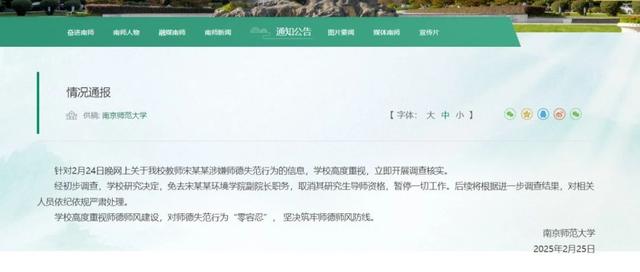 奋进南师 南师人物 融媒南师 南师新闻 通知公告 图片要闻 媒体南师 宣传片
情况通报
供稿: 南京师范大学 【 字体： 大 中 小 】
针对2月24日晚网上关于我校教师宋某某涉嫌师德失范行为的信息，学校高度重视，立即开展调查核实。
经初步调查，学校研究决定，免去宋某某环境学院副院长职务，取消其研究生导师资格，暂停一切工作。后续将根据进一步调查结果，对相关
人员依纪依规严肃处理。
学校高度重视师德师风建设，对师德失范行为“零容忍”， 坚决筑牢师德师风防线。
南京师范大学
2025年2月25日